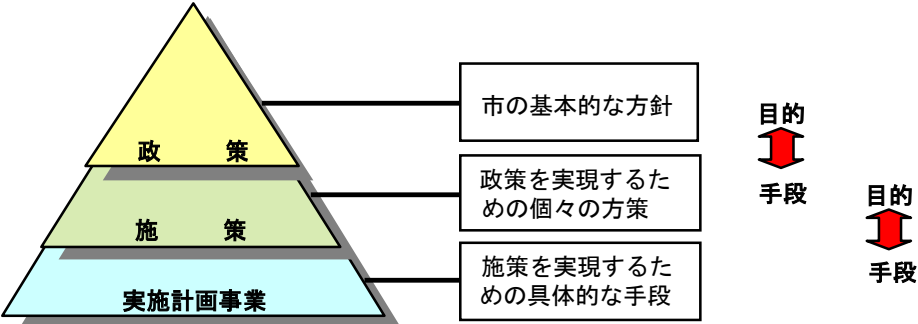 政　　策
市の基本的な方針
目的
手段
施　　策
政策を実現するた
めの個々の方策
目的
手段
実施計画事業
施策を実現するた
めの具体的な手段